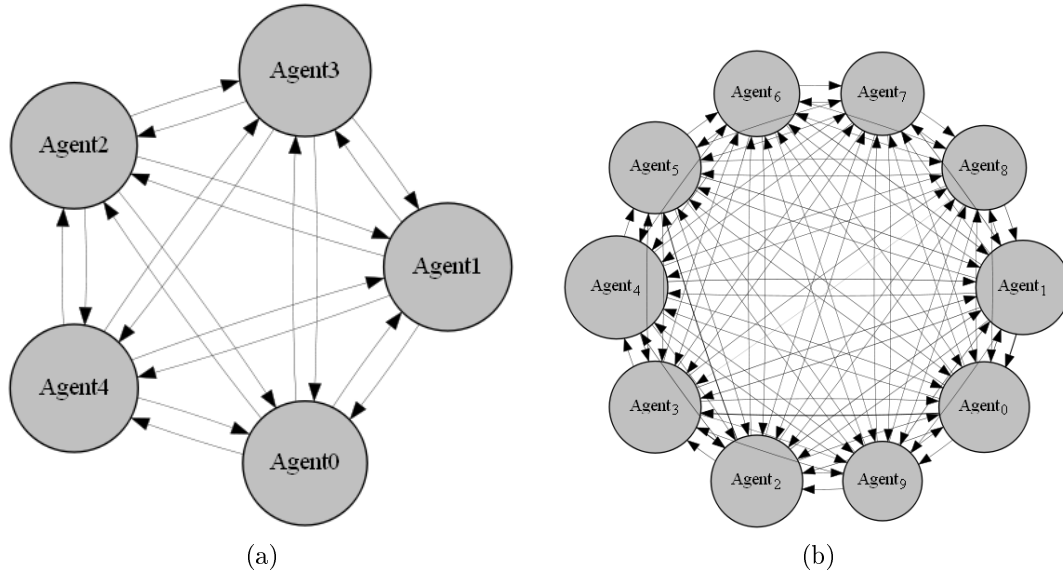 Agent3
Agent2
Agent1
Agent4
Agent0
(a)
Agent6
Agent7
Agent5
Agent8
Agent4
Agent1
Agent3
Agent0
Agent2
Agent9
(b)